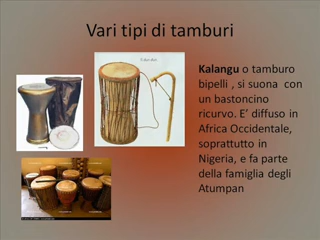 Vari tipi di tamburi
Kalangu o tamburo
bipelli , si suona con
un bastoncino
ricurvo. E' diffuso in
Africa Occidentale,
soprattutto in
Nigeria, e fa parte
della famiglia degli
Atumpan